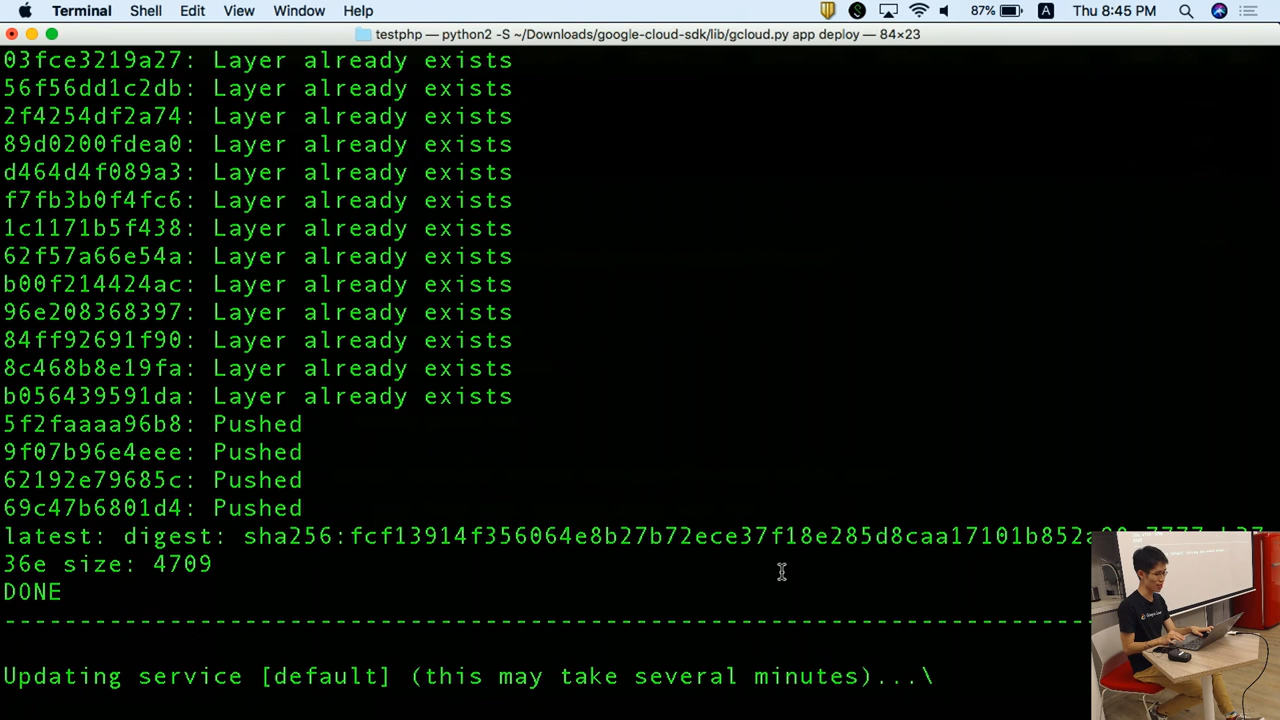 Terminal Shell Edit View Window Help 87% A Thu 8:45 PM
testphp — python2 -S ~/Downloads/google-cloud-sdk/lib/gcloud.py app deploy — 84×23
03fce3219a27: Layer already exists
56f56dd1c2db: Layer already exists
2f4254df2a74: Layer already exists
89d0200fdea0: Layer already exists
d464d4f089a3: Layer already exists
f7fb3b0f4fc6: Layer already exists
1c1171b5f438: Layer already exists
62f57a66e54a: Layer already exists
b00f214424ac: Layer already exists
96e208368397: Layer already exists
84ff92691f90: Layer already exists
8c468b8e19fa: Layer already exists
b056439591da: Layer already exists
5f2faaaa96b8: Pushed
9f07b96e4eee: Pushed
62192e79685c: Pushed
69c47b6801d4: Pushed
latest: digest: sha256:fcf13914f356064e8b27b72ece37f18e285d8caa17101b852a
36e size: 4709
DONE
------------------------------------------------------------------------
Updating service [default] (this may take several minutes)...\